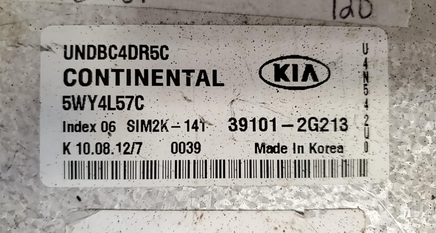 120
UNDBC4DR5C
CONTINENTAL
KIA
5WY4L57C
Index 06 SIM2K-141 39101-2G213
K 10.08.12/7 0039 Made In Korea
U4N542U0